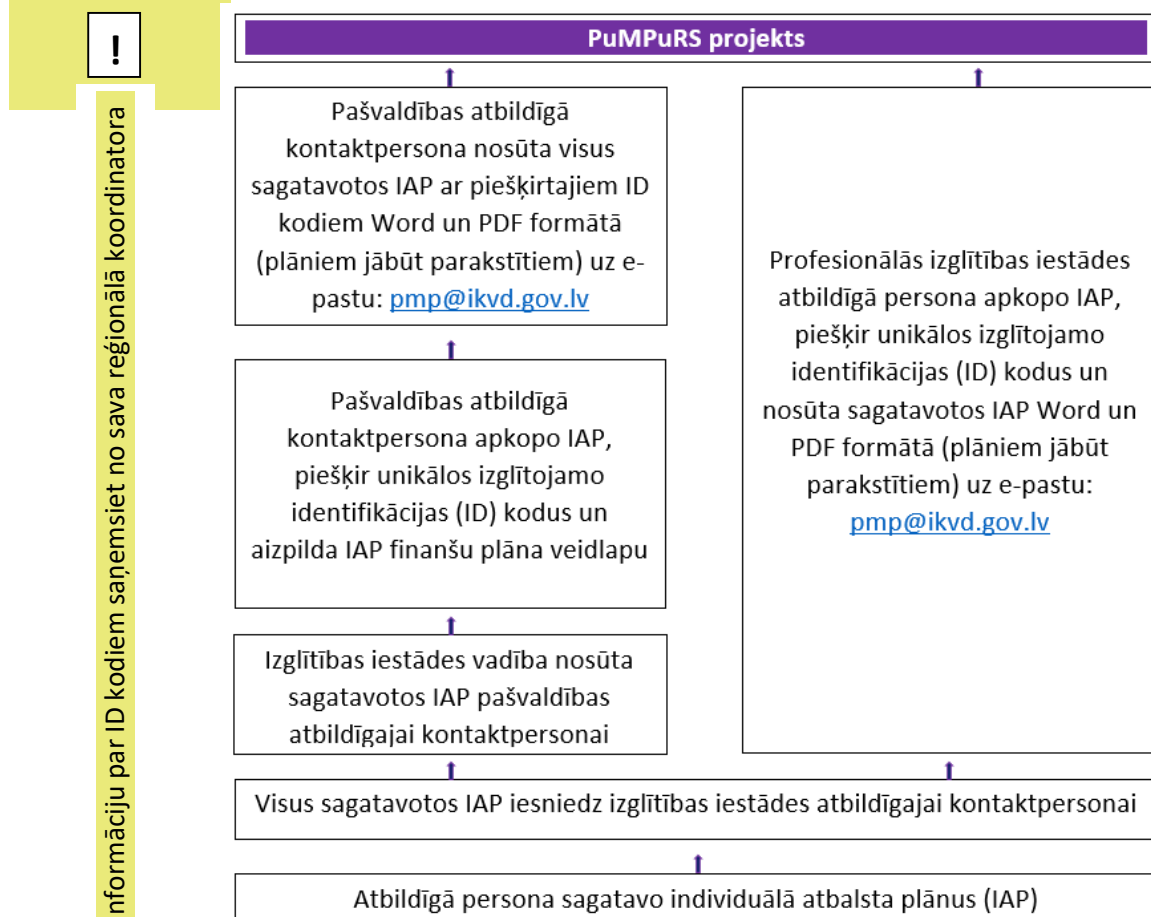 !
nformāciju par ID kodiem saņemsiet no sava reģionālā koordinatora
PuMPuRS projekts
Pašvaldības atbildīgā
kontaktpersona nosūta visus
sagatavotos IAP ar piešķirtajiem ID
kodiem Word un PDF formātā
(plāniem jābūt parakstītiem) uz e-
pastu: pmp@ikvd.gov.lv
Pašvaldības atbildīgā
kontaktpersona apkopo IAP,
piešķir unikālos izglītojamo
identifikācijas (ID) kodus un
aizpilda IAP finanšu plāna veidlapu
Izglītības iestādes vadība nosūta
sagatavotos IAP pašvaldības
atbildīgajai kontaktpersonai
Profesionālās izglītības iestādes
atbildīgā persona apkopo IAP,
piešķir unikālos izglītojamo
identifikācijas (ID) kodus un
nosūta sagatavotos IAP Word un
PDF formātā (plāniem jābūt
parakstītiem) uz e-pastu:
pmp@ikvd.gov.lv
Visus sagatavotos IAP iesniedz izglītības iestādes atbildīgajai kontaktpersonai
Atbildīgā persona sagatavo individuālā atbalsta plānus (IAP)